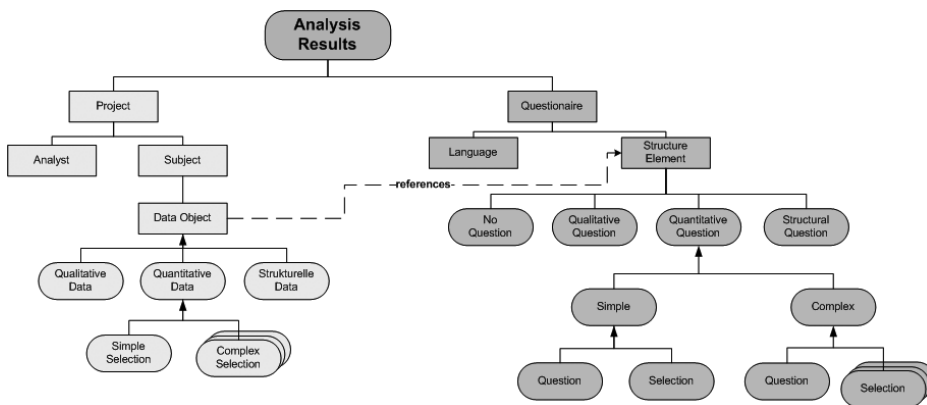 Analysis
Results
Project
Questionaire
Analyst
Subject
Language
Structure
Element
references
Data Object
No
Question
Qualitative
Question
Quantitative
Question
Structural
Question
Qualitative
Data
Quantitative
Data
Strukturelle
Data
Simple
Complex
Simple
Selection
Complex
Selection
Question
Selection
Question
Selection